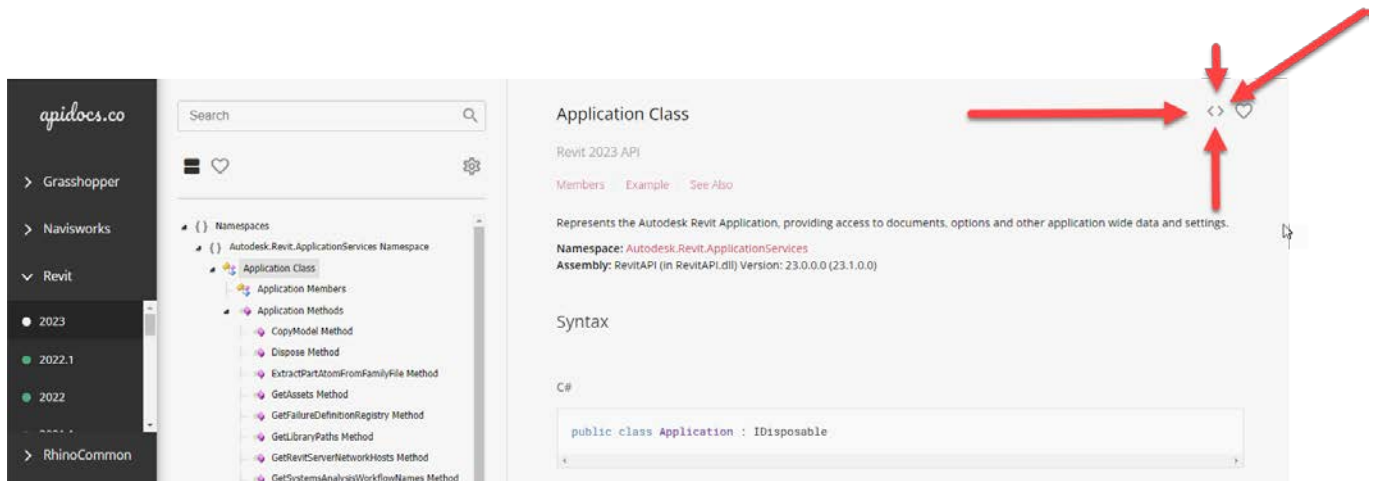 apidocs.co
Grasshopper
Navisworks
Revit
2023
2022.1
2022
RhinoCommon
Search
{ } Namespaces
{ } Autodesk.Revit.ApplicationServices Namespace
Application Class
Application Members
Application Methods
CopyModel Method
Dispose Method
ExtractPartAtomFromFamilyFile Method
GetAssets Method
GetFailureDefinitionRegistry Method
GetLibraryPaths Method
GetRevitServerNetworkHosts Method
GetSystemsAnalysisWorkflowNames Method
Application Class
Revit 2023 API
Members Example See Also
Represents the Autodesk Revit Application, providing access to documents, options and other application wide data and settings.
Namespace: Autodesk.Revit.ApplicationServices
Assembly: RevitAPI (in RevitAPI.dll) Version: 23.0.0.0 (23.1.0.0)
Syntax
C#
public class Application : IDisposable